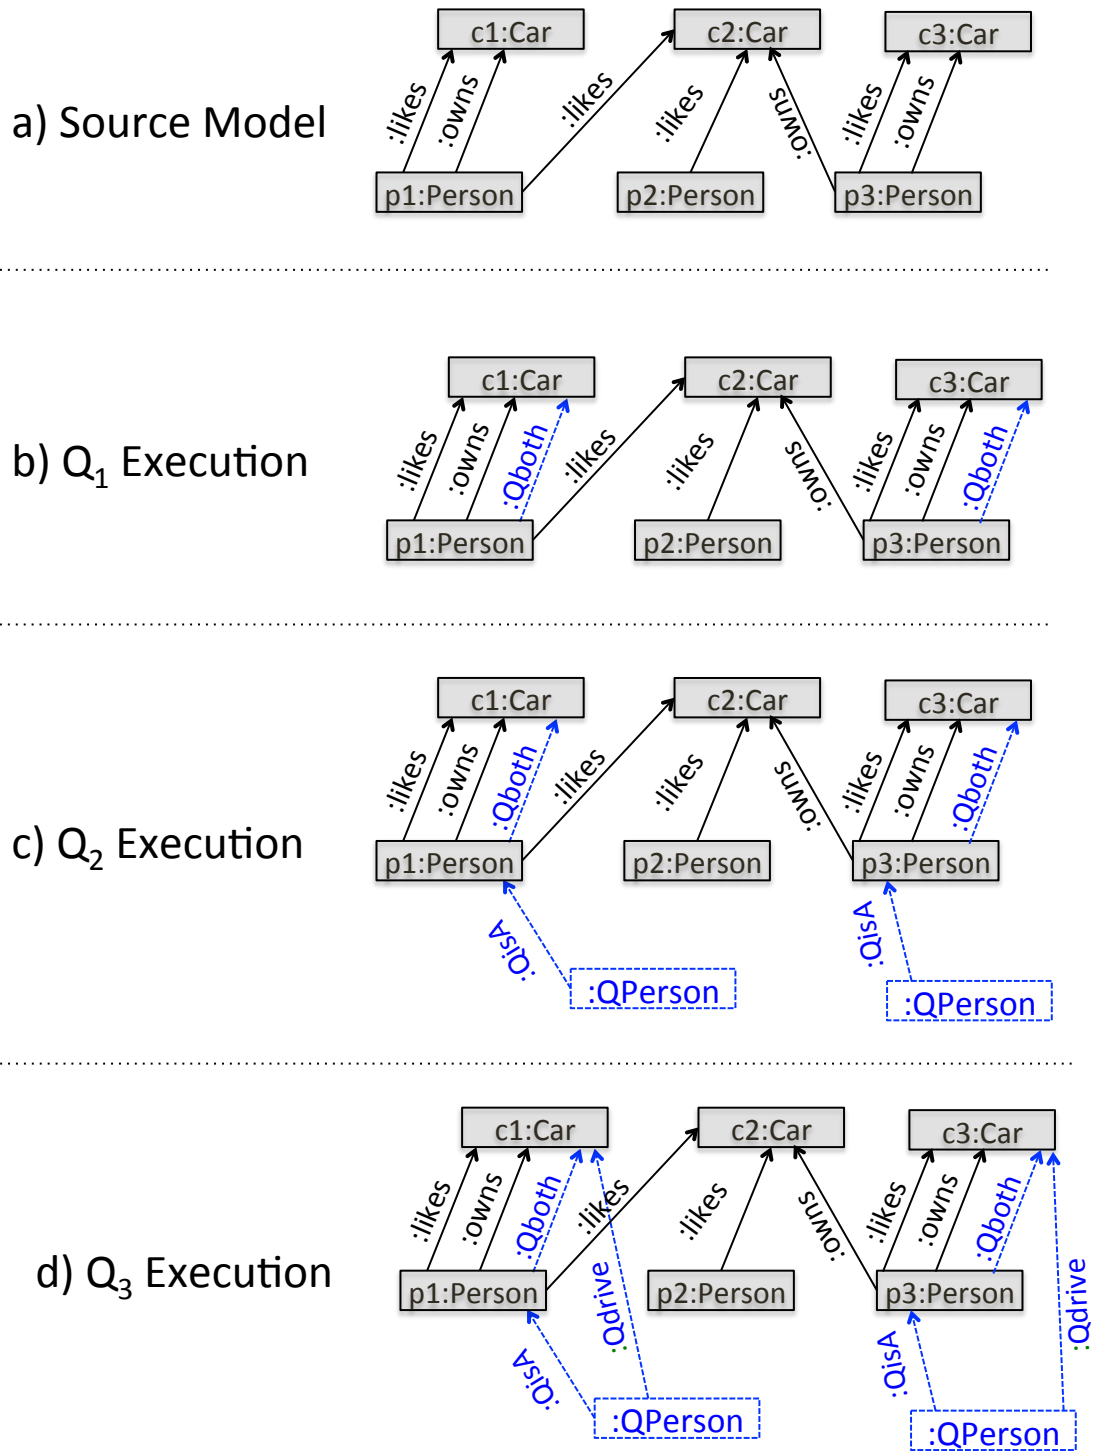 c1:Car
c2:Car
c3:Car
a) Source Model
:likes
:owns
:likes
:likes
:owns
:likes
:owns
p1:Person
p2:Person
p3:Person
c1:Car
c2:Car
c3:Car
b) Q1 Execution
:likes
:owns
:Qboth
:likes
:likes
:owns
:likes
:owns
:Qboth
p1:Person
p2:Person
p3:Person
c1:Car
c2:Car
c3:Car
c) Q2 Execution
:likes
:owns
:Qboth
:likes
:likes
:owns
:likes
:owns
:Qboth
p1:Person
p2:Person
p3:Person
:QisA
:QisA
:QPerson
:QPerson
c1:Car
c2:Car
c3:Car
d) Q3 Execution
:likes
:owns
:Qboth
:likes
:likes
:owns
:likes
:owns
:Qboth
p1:Person
p2:Person
p3:Person
:QisA
:Qdrive
:QisA
:Qdrive
:QPerson
:QPerson